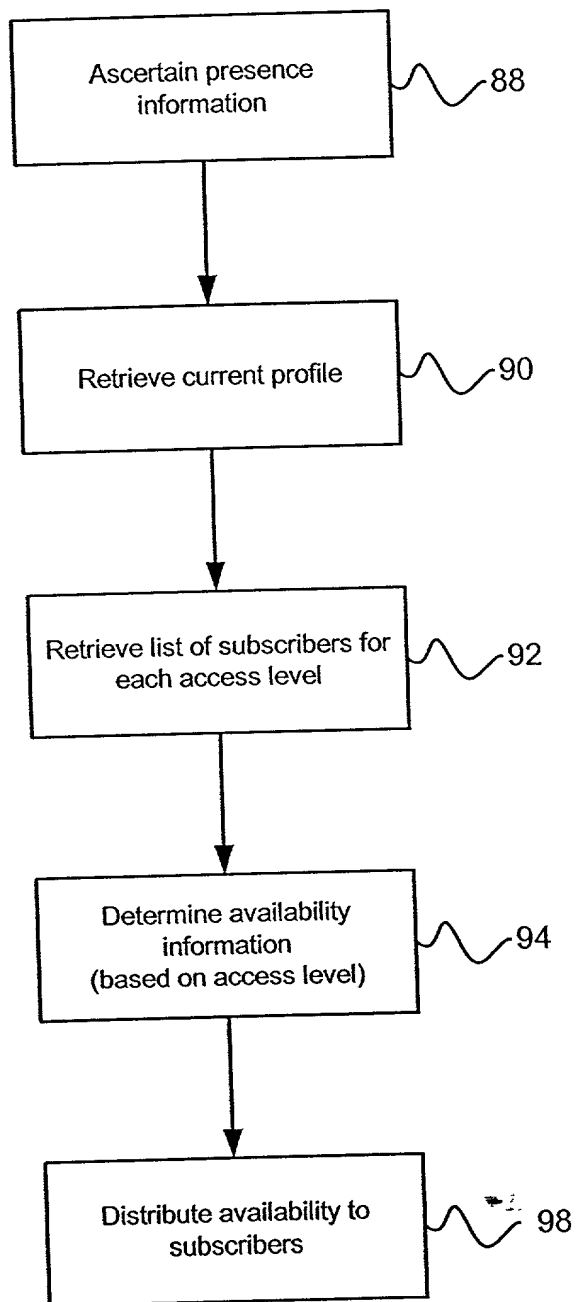 Ascertain presence
information
88
Retrieve current profile
90
Retrieve list of subscribers for
each access level
92
Determine availability
information
(based on access level)
94
Distribute availability to
subscribers
98